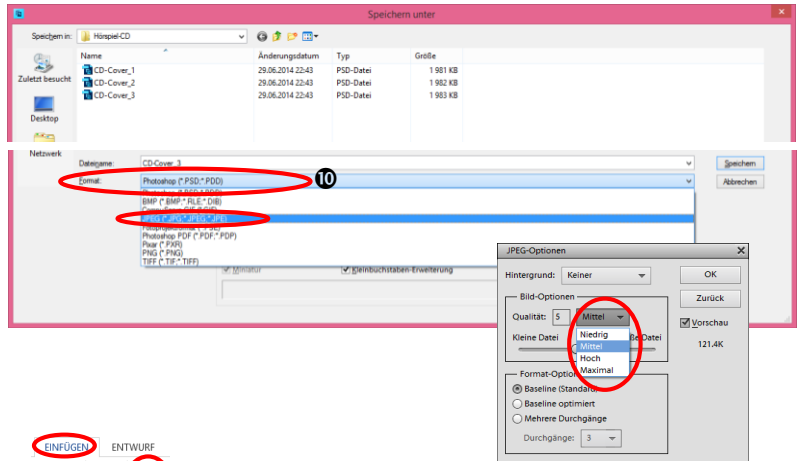 Speichern unter
Speichern in: Hörspiel-CD
Name Änderungsdatum Typ Größe
CD-Cover_1 29.06.2014 22:43 PSD-Datei 1 981 KB
CD-Cover_2 29.06.2014 22:43 PSD-Datei 1 982 KB
CD-Cover_3 29.06.2014 22:43 PSD-Datei 1 983 KB
Zuletzt besucht
Desktop
Netzwerk
Dateiname: CD-Cover_3 Speichern
Format: Photoshop (*.PSD;*.PDD) Abbrechen
❿
Photoshop (*.PSD;*.PDD)
BMP (*.BMP;*.RLE;*.DIB)
JPEG (*.JPG;*.JPEG;*.JPE)
Photoshop PDF (*.PDF;*.PDP)
Pixar (*.PXR)
PNG (*.PNG)
TIFF (*.TIF;*.TIFF)
Miniatur Kleinbuchstaben-Erweiterung
JPEG-Optionen
Hintergrund: Keiner OK
Bild-Optionen Zurück
Qualität: 5 Mittel Vorschau
Kleine Datei Datei 121.4K
Niedrig
Mittel
Hoch
Maximal
Format-Optionen
Baseline (Standard)
Baseline optimiert
Mehrere Durchgänge
Durchgänge: 3
EINFÜGEN ENTWURF